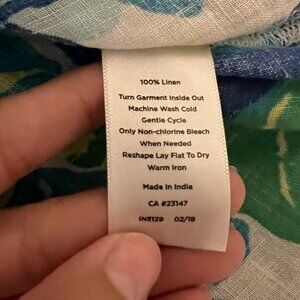 100% Linen
Turn Garment Inside Out
Machine Wash Cold
Gentle Cycle
Only Non-chlorine Bleach
When Needed
Reshape Lay Flat To Dry
Warm Iron
Made In India
CA #23147
IN5129 02/18